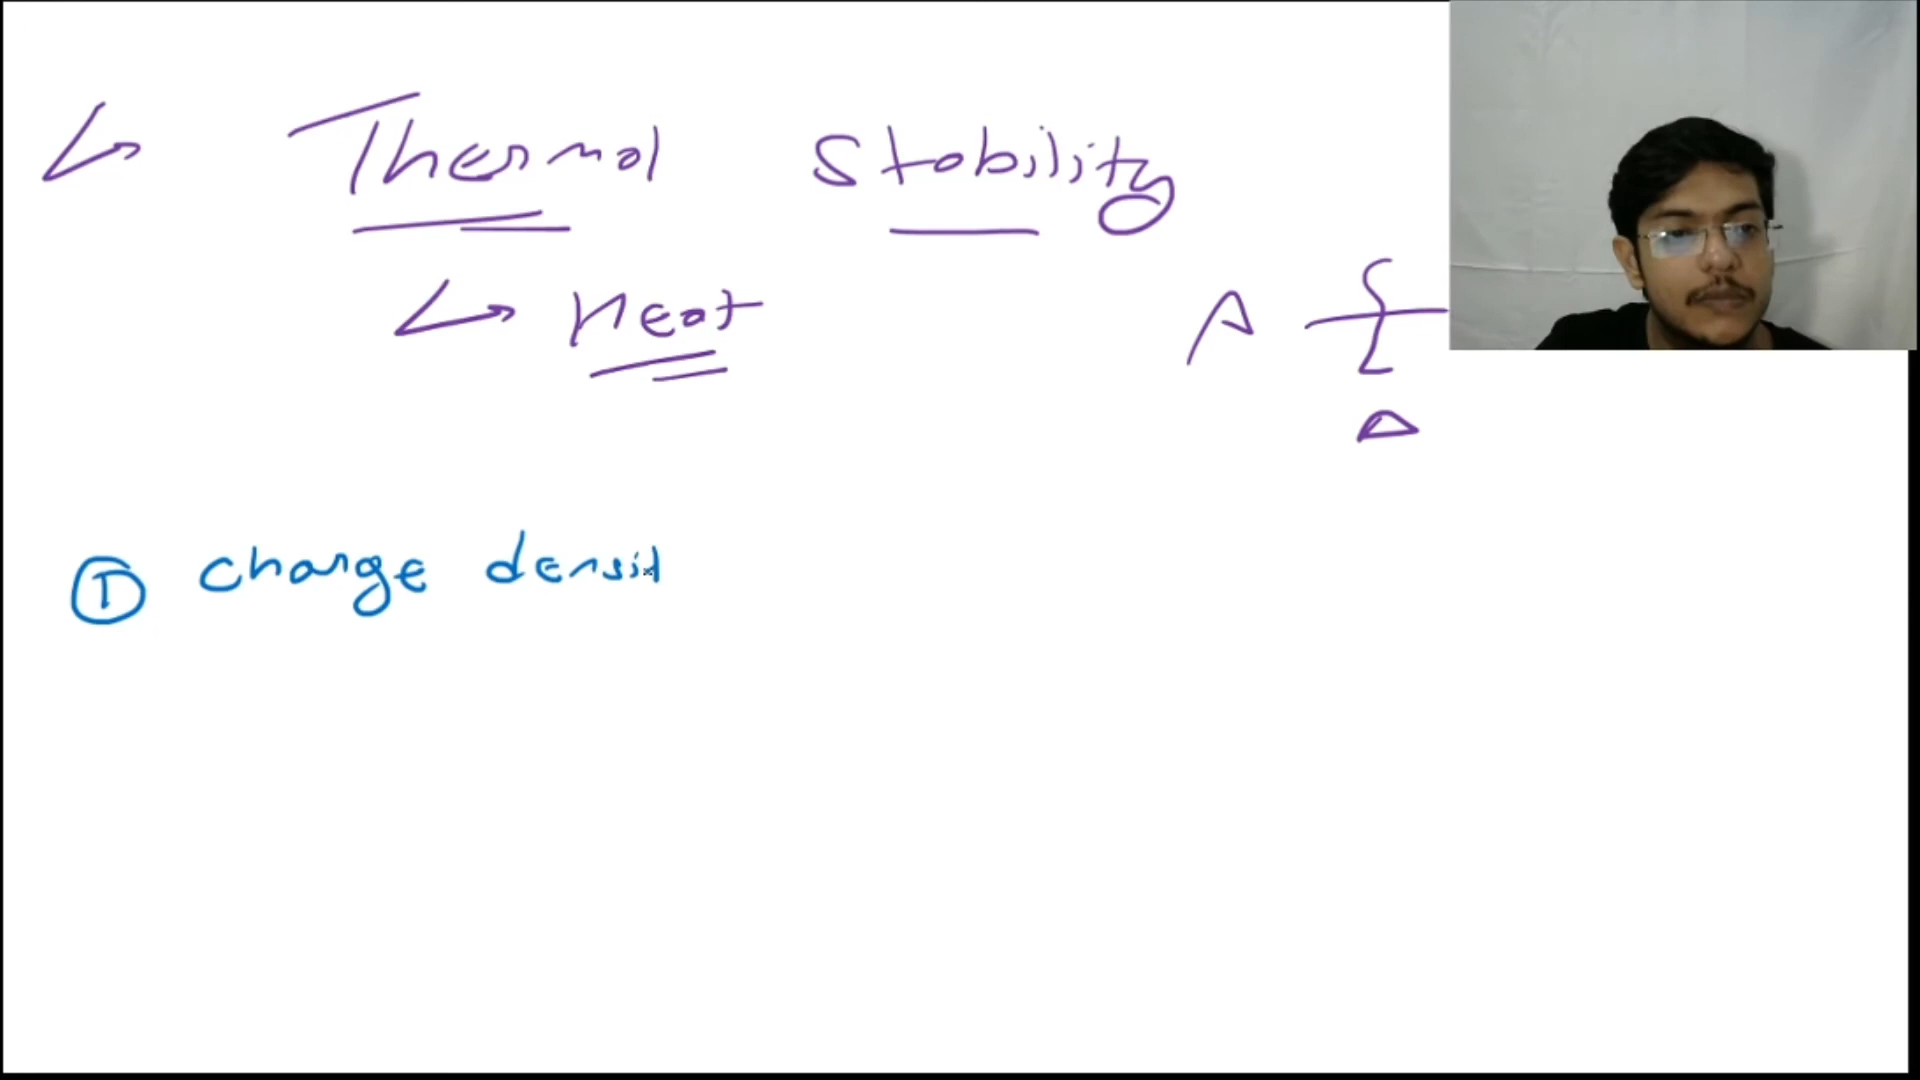 Thermal Stability
Heat
A
Δ
① charge densit